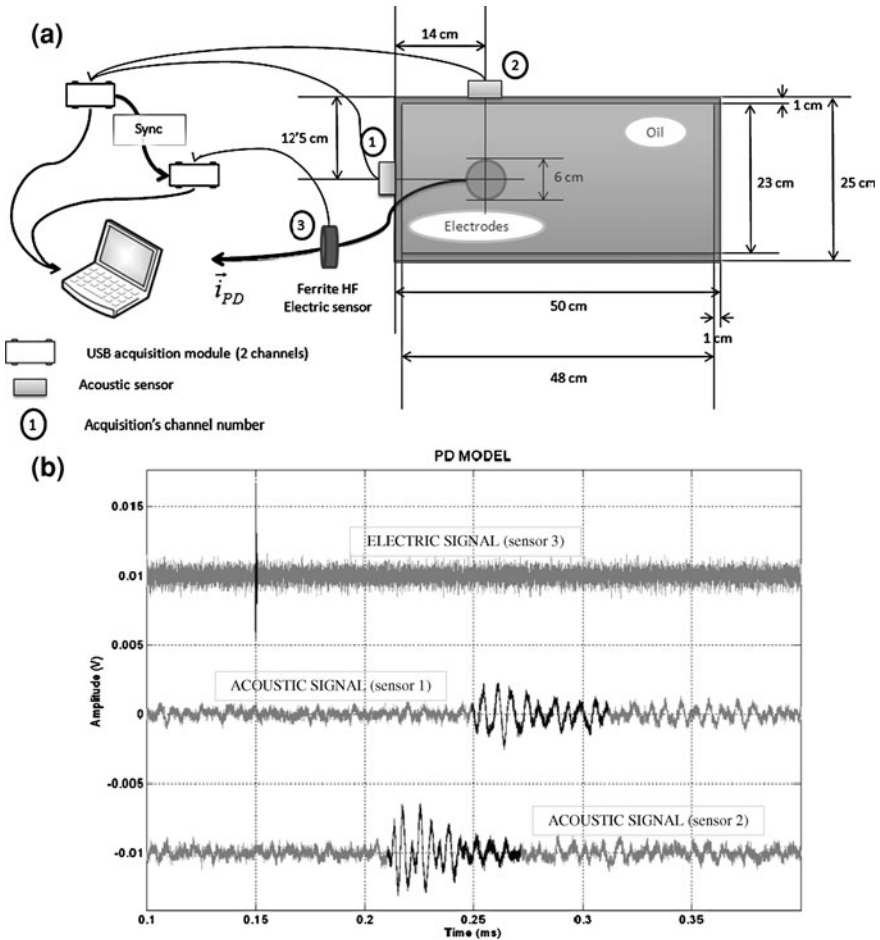 (a)
14 cm
2
1 cm
Sync
12'5 cm
1
Oil
6 cm
23 cm
25 cm
3
Electrodes
i PD
Ferrite HF
Electric sensor
50 cm
1 cm
USB acquisition module (2 channels)
48 cm
Acoustic sensor
1
Acquisition's channel number
(b)
PD MODEL
0.015
ELECTRIC SIGNAL (sensor 3)
0.01
0.005
ACOUSTIC SIGNAL (sensor 1)
0
Amplitude (V)
-0.005
ACOUSTIC SIGNAL (sensor 2)
-0.01
0.1 0.15 0.2 0.25 0.3 0.35
Time (ms)